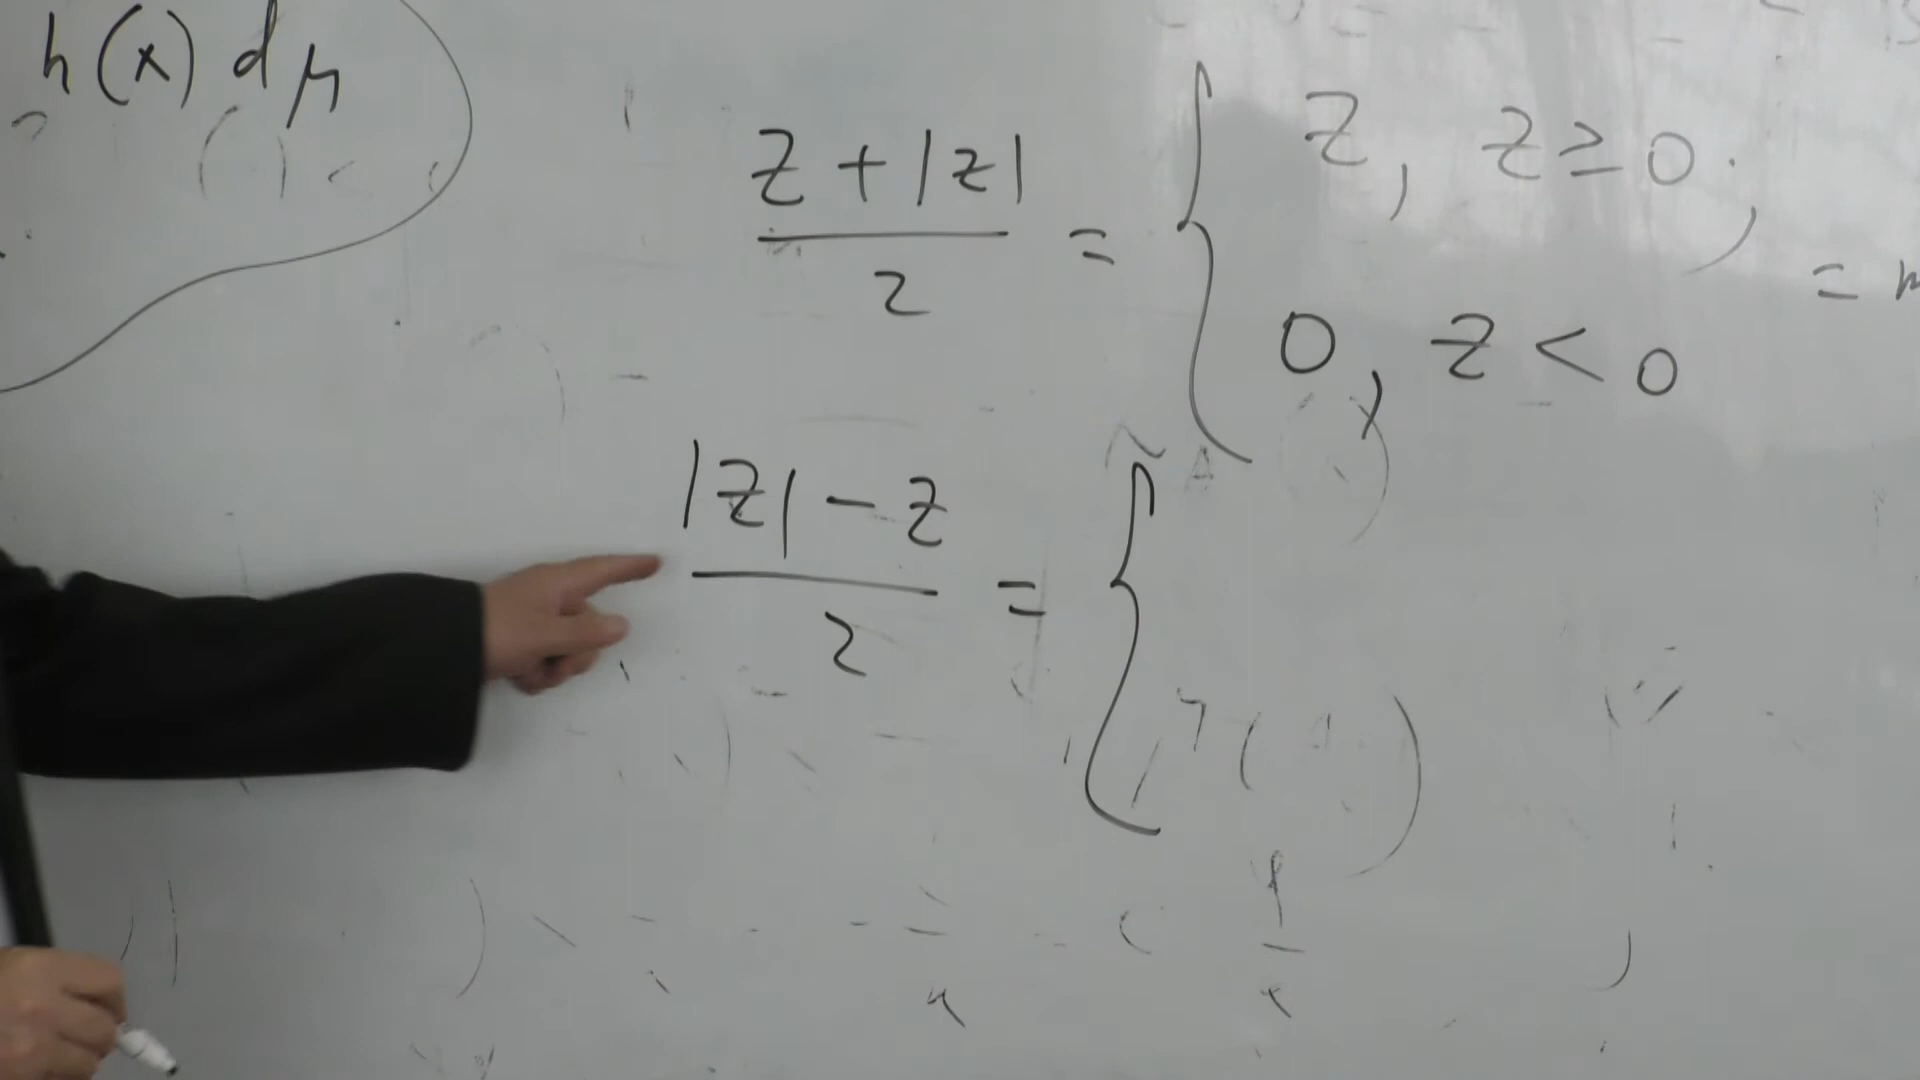 h(x) dμ
z + |z|
2
= { z, z ≥ 0;
0, z < 0
=
|z| - z
2
= {